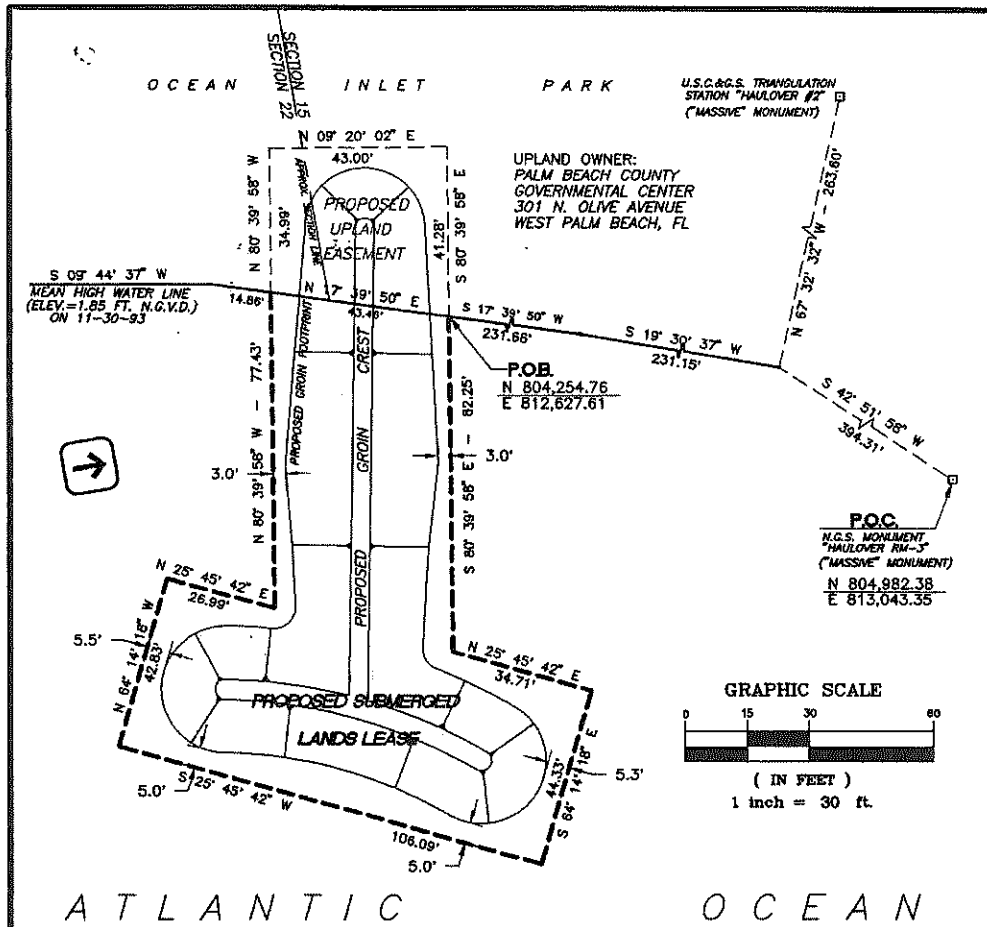 SECTION 15
SECTION 22
OCEAN INLET PARK
U.S.C.&G.S. TRIANGULATION
STATION "HAULOVER #2"
("MASSIVE" MONUMENT)
N 09° 20' 02" E
43.00'
UPLAND OWNER:
PALM BEACH COUNTY
GOVERNMENTAL CENTER
301 N. OLIVE AVENUE
WEST PALM BEACH, FL
N 80° 39' 58" W
34.99'
APPROX. SECTION LINE
PROPOSED
UPLAND
EASEMENT
41.28'
S 80° 39' 58" E
N 67° 32' 32" W - 263.60'
S 09° 44' 37" W
MEAN HIGH WATER LINE
(ELEV.=1.85 FT. N.G.V.D.)
ON 11-30-93
14.86'
N 17° 39' 50" E
43.46'
S 17° 39' 50" W
231.66'
S 19° 30' 37" W
231.15'
S 42° 51' 58" W
394.31'
P.O.B.
N 804,254.76
E 812,627.61
N 80° 39' 58" W - 77.43'
PROPOSED GROIN FOOTPRINT
PROPOSED GROIN CREST
S 80° 39' 58" E - 82.25'
3.0'
3.0'
P.O.C.
N.G.S. MONUMENT
"HAULOVER RM-3"
("MASSIVE" MONUMENT)
N 804,982.38
E 813,043.35
N 25° 45' 42" E
26.99'
N 64° 14' 18" W
42.83'
5.5'
N 25° 45' 42" E
34.71'
PROPOSED SUBMERGED
LANDS LEASE
S 64° 14' 18" E
44.33'
5.3'
5.0'
S 25° 45' 42" W
106.09'
5.0'
GRAPHIC SCALE
0 15 30 60
( IN FEET )
1 inch = 30 ft.
ATLANTIC OCEAN